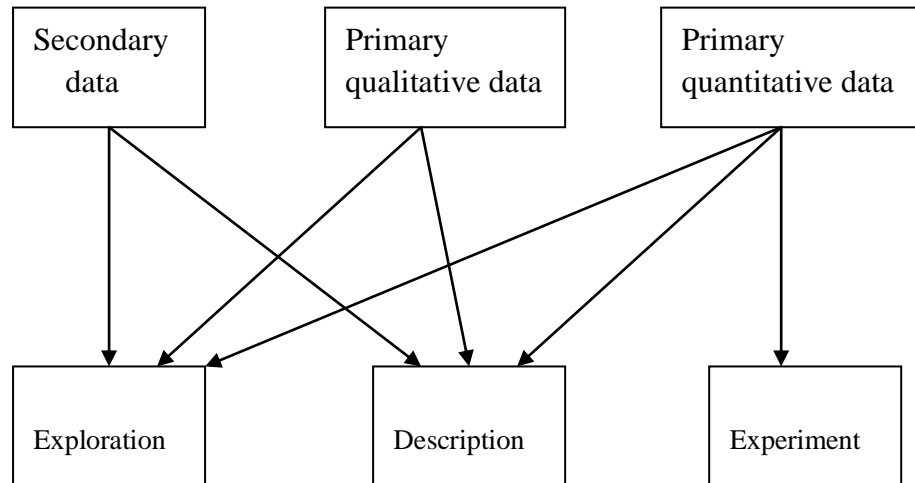 Secondary
data
Primary
qualitative data
Primary
quantitative data
Exploration
Description
Experiment